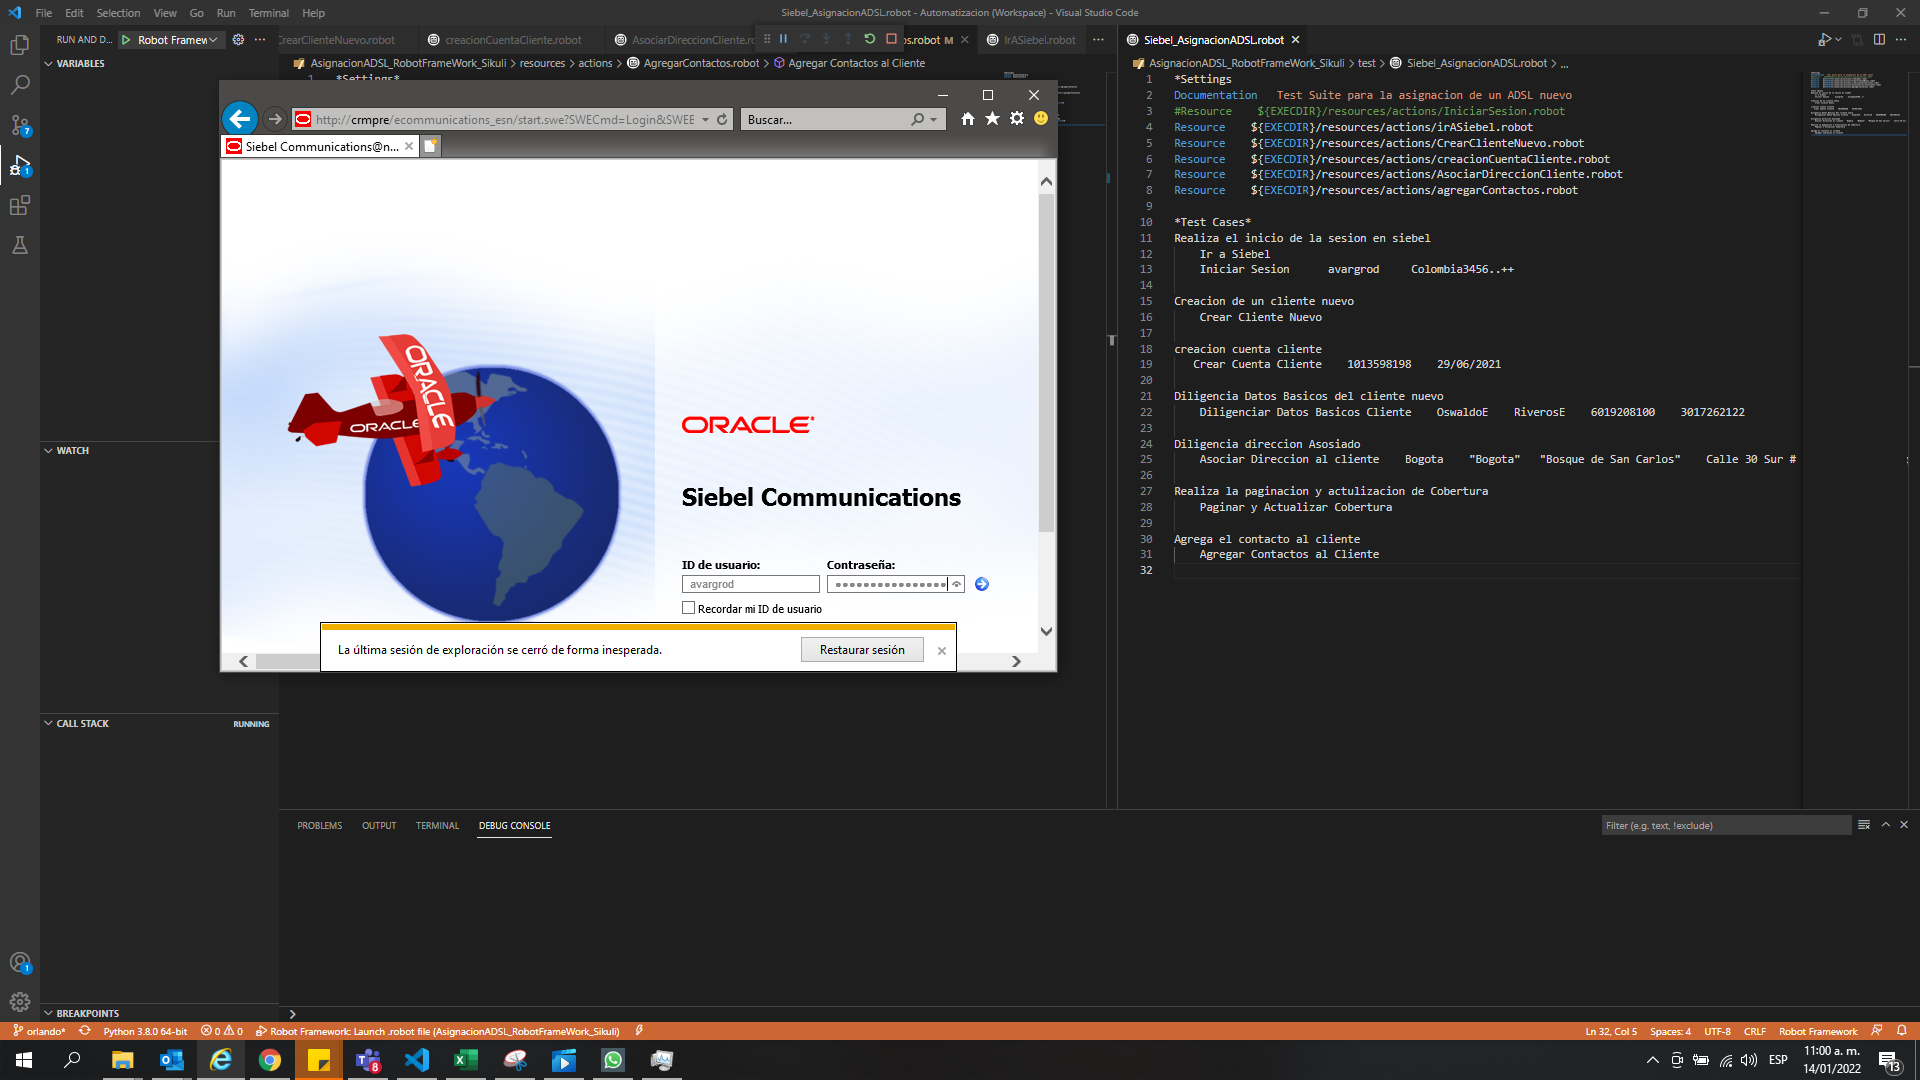 File Edit Selection View Go Run Terminal Help
Siebel_AsignacionADSL.robot - Automatizacion (Workspace) - Visual Studio Code
RUN AND D... Robot Framew
CrearClienteNuevo.robot creacionCuentaCliente.robot AsociarDireccionCliente.rc os.robot M IrASiebel.robot
Siebel_AsignacionADSL.robot
VARIABLES
AsignacionADSL_RobotFrameWork_Sikuli > resources > actions > AgregarContactos.robot > Agregar Contactos al Cliente
AsignacionADSL_RobotFrameWork_Sikuli > test > Siebel_AsignacionADSL.robot > ...
1 *Settings*
http://crmpre/ecommunications_esn/start.swe?SWECmd=Login&SWEE
Buscar...
Siebel Communications@n...
ORACLE
ORACLE
ORACLE
Siebel Communications
ID de usuario: Contraseña:
avargrod
Recordar mi ID de usuario
La última sesión de exploración se cerró de forma inesperada.
Restaurar sesión
1 *Settings
2 Documentation Test Suite para la asignacion de un ADSL nuevo
3 #Resource ${EXECDIR}/resources/actions/IniciarSesion.robot
4 Resource ${EXECDIR}/resources/actions/irASiebel.robot
5 Resource ${EXECDIR}/resources/actions/CrearClienteNuevo.robot
6 Resource ${EXECDIR}/resources/actions/creacionCuentaCliente.robot
7 Resource ${EXECDIR}/resources/actions/AsociarDireccionCliente.robot
8 Resource ${EXECDIR}/resources/actions/agregarContactos.robot
9
10 *Test Cases*
11 Realiza el inicio de la sesion en siebel
12 Ir a Siebel
13 Iniciar Sesion avargrod Colombia3456..++
14
15 Creacion de un cliente nuevo
16 Crear Cliente Nuevo
17
18 creacion cuenta cliente
19 Crear Cuenta Cliente 1013598198 29/06/2021
20
21 Diligencia Datos Basicos del cliente nuevo
22 Diligenciar Datos Basicos Cliente OswaldoE RiverosE 6019208100 3017262122
23
24 Diligencia direccion Asosiado
25 Asociar Direccion al cliente Bogota "Bogota" "Bosque de San Carlos" Calle 30 Sur #
26
27 Realiza la paginacion y actulizacion de Cobertura
28 Paginar y Actualizar Cobertura
29
30 Agrega el contacto al cliente
31 Agregar Contactos al Cliente
32
WATCH
CALL STACK RUNNING
BREAKPOINTS
PROBLEMS OUTPUT TERMINAL DEBUG CONSOLE
Filter (e.g. text, !exclude)
orlando* Python 3.8.0 64-bit 0 0 Robot Framework: Launch .robot file (AsignacionADSL_RobotFrameWork_Sikuli)
Ln 32, Col 5 Spaces: 4 UTF-8 CRLF Robot Framework
ESP
11:00 a. m.
14/01/2022
13